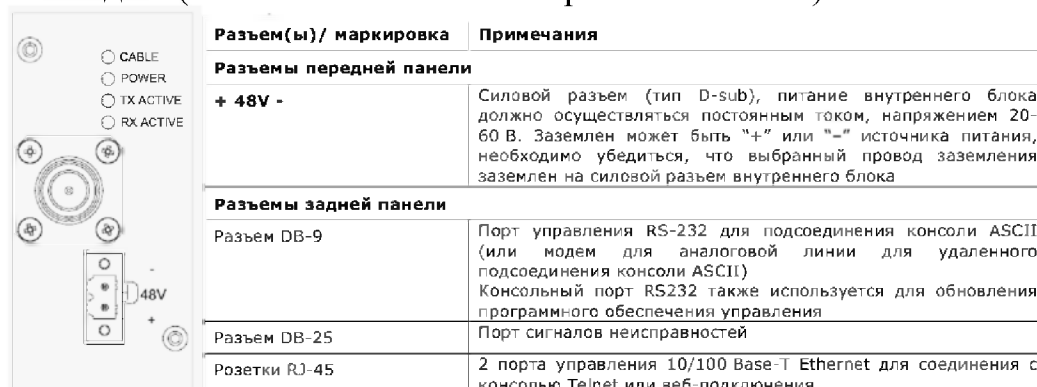 CABLE
POWER
TX ACTIVE
RX ACTIVE
-
48V
+
Разъем(ы)/ маркировка Примечания
Разъемы передней панели
+ 48V - Силовой разъем (тип D-sub), питание внутреннего блока
должно осуществляться постоянным током, напряжением 20-
60 В. Заземлен может быть "+" или "–" источника питания,
необходимо убедиться, что выбранный провод заземления
заземлен на силовой разъем внутреннего блока
Разъемы задней панели
Разъем DB-9 Порт управления RS-232 для подсоединения консоли ASCII
(или модем для аналоговой линии для удаленного
подсоединения консоли ASCII)
Консольный порт RS232 также используется для обновления
программного обеспечения управления
Разъем DB-25 Порт сигналов неисправностей
Розетки RJ-45 2 порта управления 10/100 Base-T Ethernet для соединения с
консолью Telnet или веб-подключения